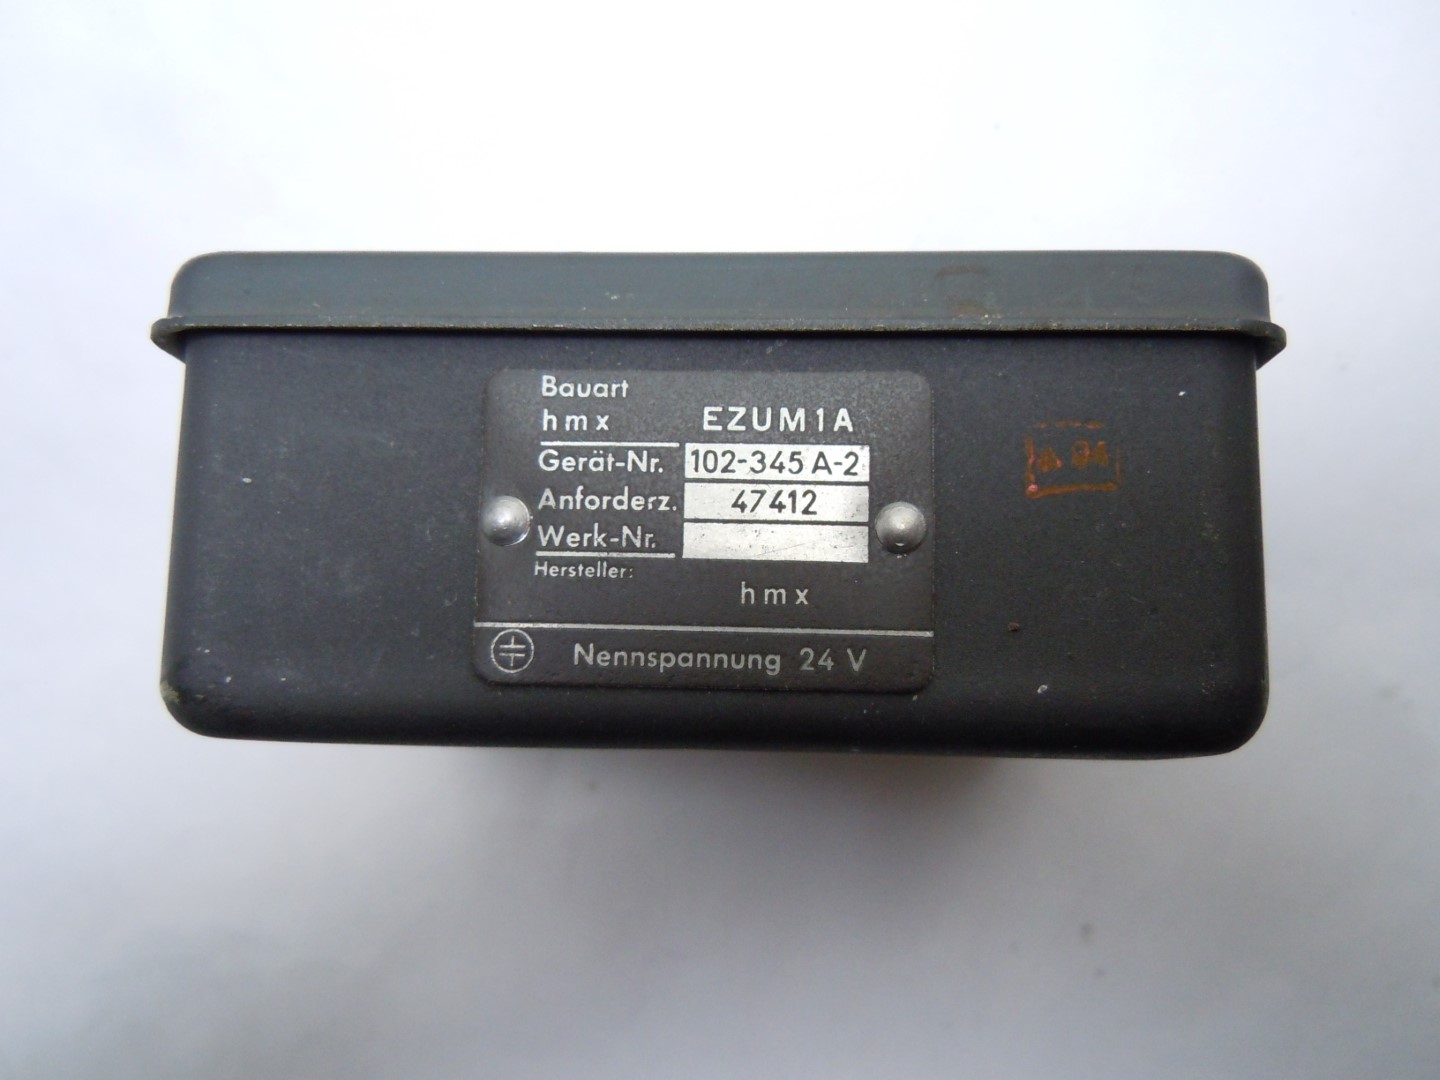 Bauart
hmx EZUM1A
Gerät-Nr. 102-345 A-2
Anforderz. 47412
Werk-Nr.
Hersteller:
hmx
Nennspannung 24 V